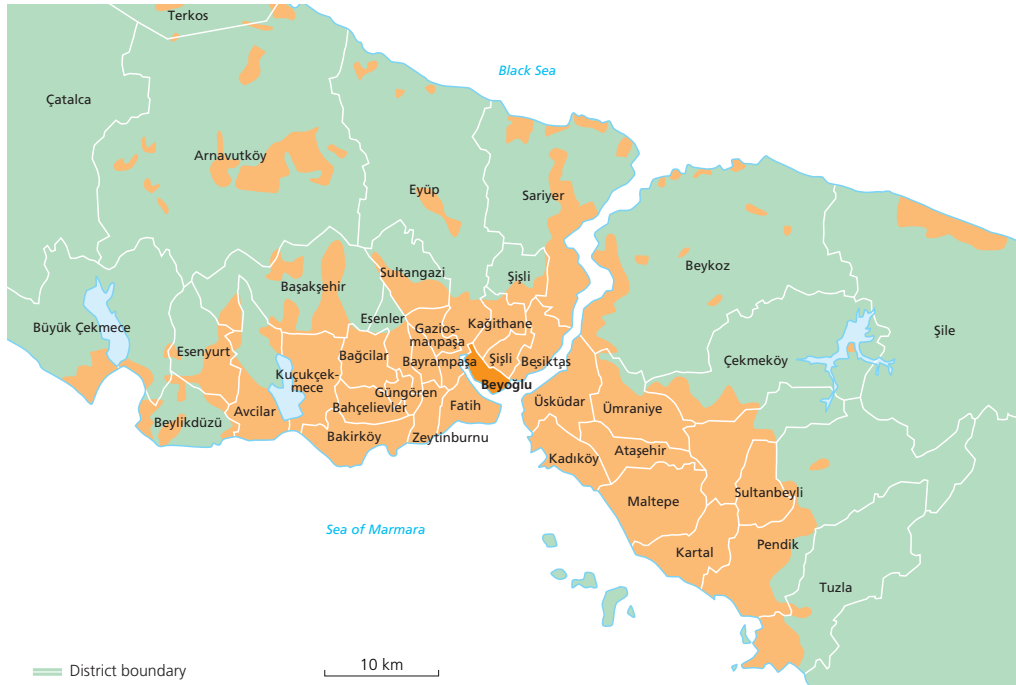 Terkos
Black Sea
Çatalca
Arnavutköy
Eyüp
Sariyer
Beykoz
Sultangazi
Şişli
Başakşehir
Esenler
Büyük Çekmece
Gazios-
manpaşa
Kağithane
Şile
Esenyurt
Bağcilar
Bayrampaşa
Şişli
Beşiktaş
Çekmeköy
Kuçukçek-
mece
Beyoğlu
Güngören
Avcilar
Bahçelievler
Fatih
Üsküdar
Ümraniye
Beylikdüzü
Bakirköy
Zeytinburnu
Kadıköy
Ataşehir
Sultanbeyli
Maltepe
Sea of Marmara
Kartal
Pendik
Tuzla
District boundary
10 km